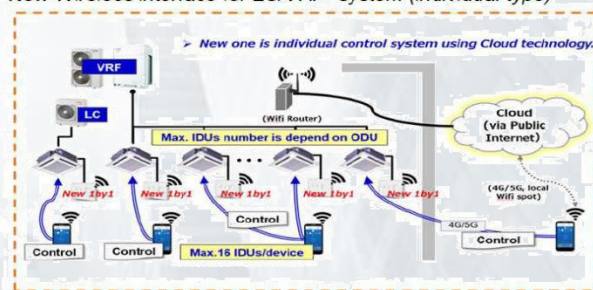 New Wireless Interface for LC/VRF system (individual type)
➢ New one is individual control system using Cloud technology.
VRF
LC
(Wifi Router)
Cloud
(via Public
Internet)
Max. IDUs number is depend on ODU
New 1by1
New 1by1
New 1by1
New 1by1
New 1by1
(4G/5G, local
Wifi spot)
Control
4G/5G
Control
Control
Control
Max.16 IDUs/device